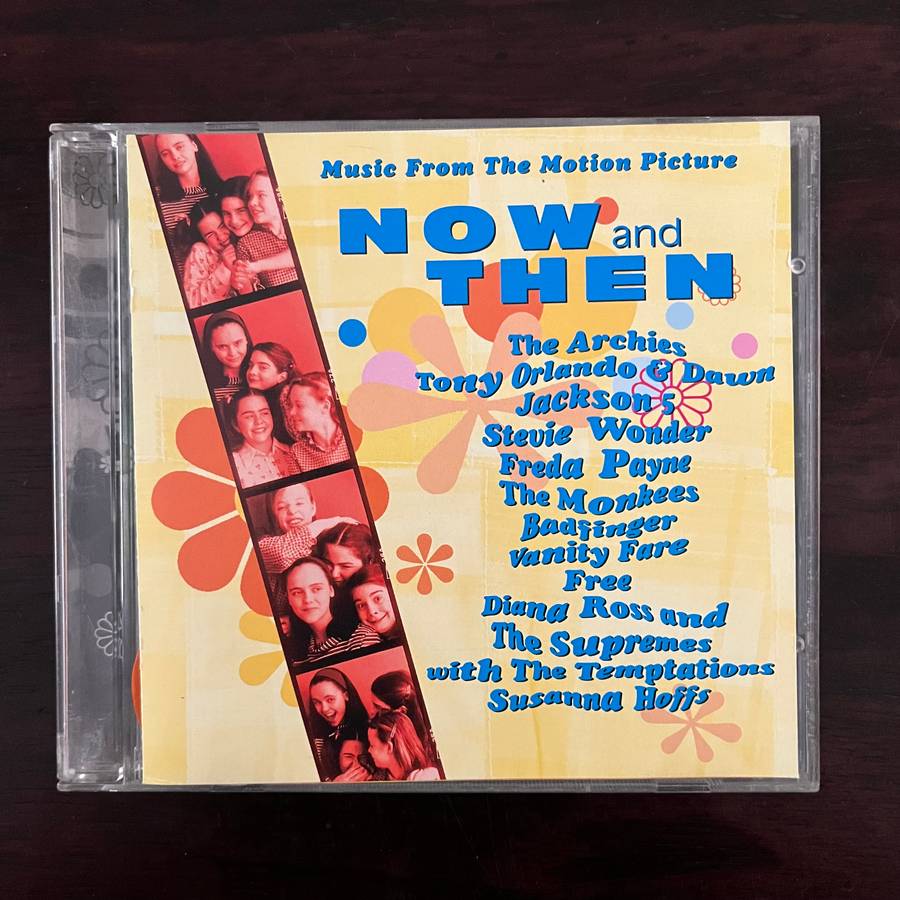 Music From The Motion Picture
NOW and
THEN
The Archies
Tony Orlando & Dawn
Jackson 5
Stevie Wonder
Freda Payne
The Monkees
Badfinger
Vanity Fare
Free
Diana Ross and
The Supremes
with The Temptations
Susanna Hoffs